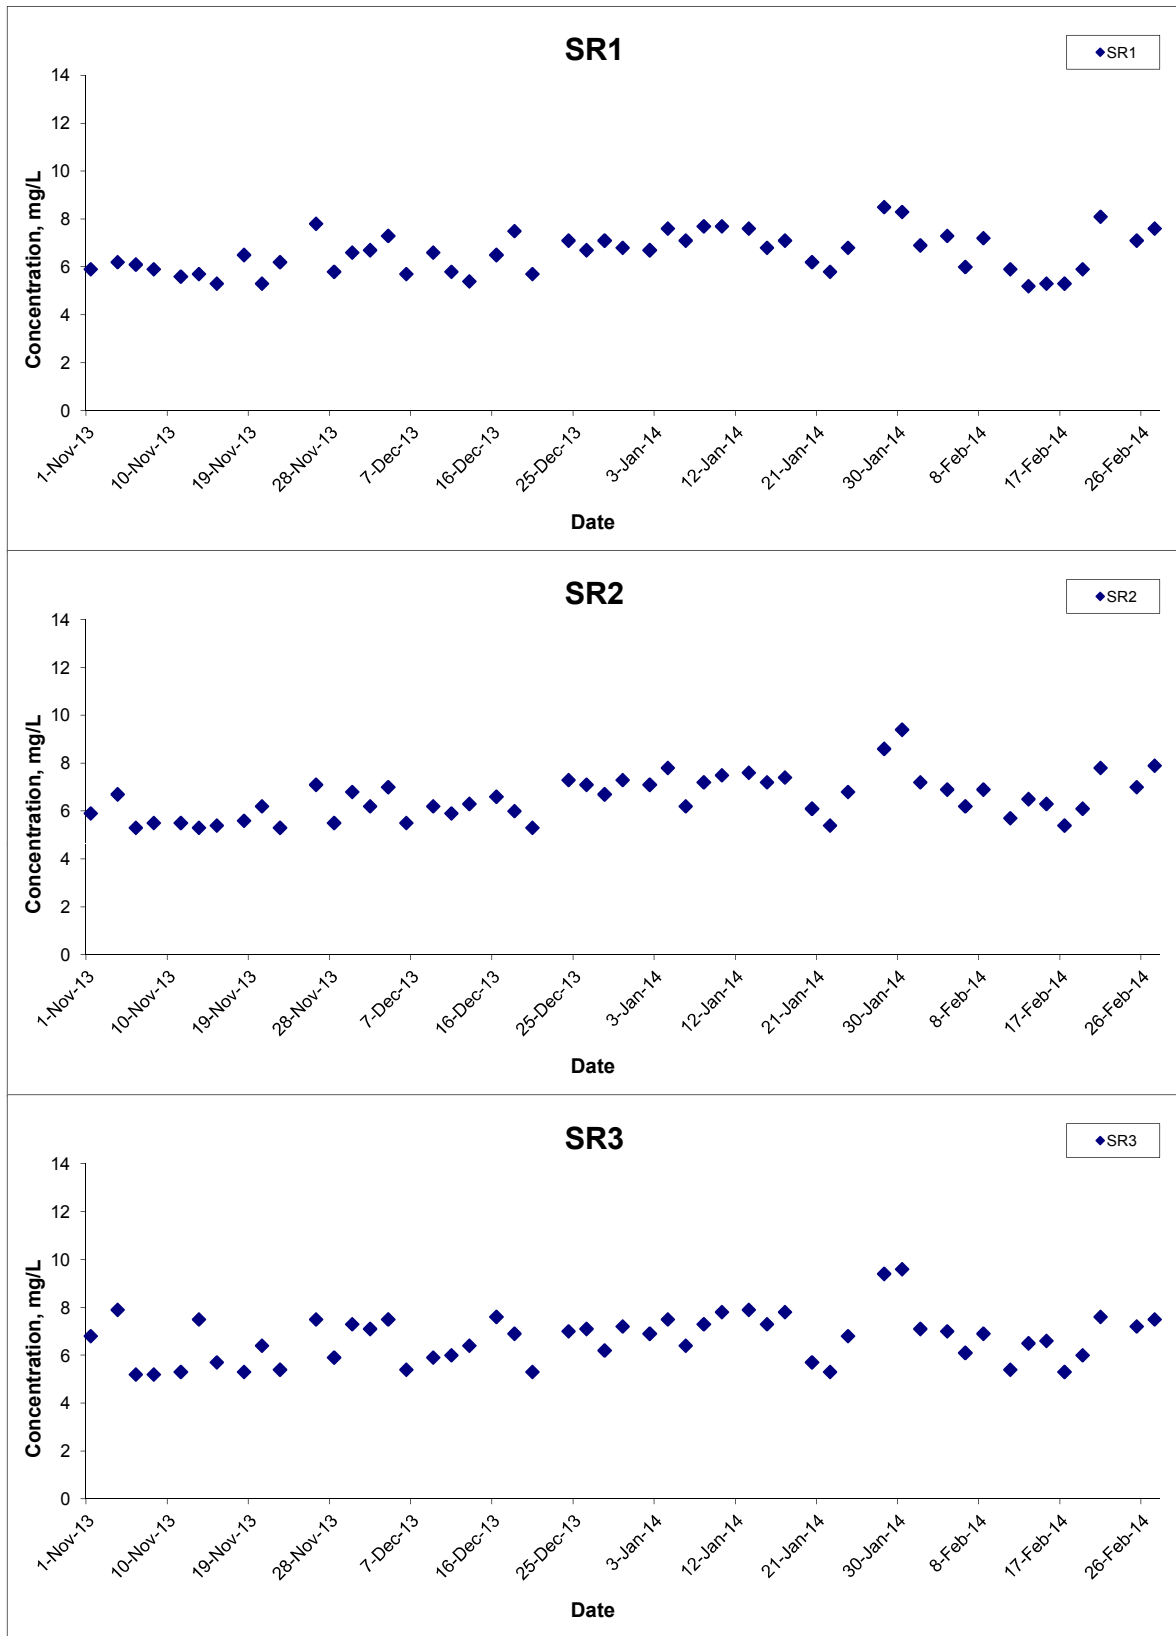 SR1
SR1
14
12
10
8
6
4
2
0
Concentration, mg/L
1-Nov-13
10-Nov-13
19-Nov-13
28-Nov-13
7-Dec-13
16-Dec-13
25-Dec-13
3-Jan-14
12-Jan-14
21-Jan-14
30-Jan-14
8-Feb-14
17-Feb-14
26-Feb-14
Date
SR2
SR2
14
12
10
8
6
4
2
0
Concentration, mg/L
1-Nov-13
10-Nov-13
19-Nov-13
28-Nov-13
7-Dec-13
16-Dec-13
25-Dec-13
3-Jan-14
12-Jan-14
21-Jan-14
30-Jan-14
8-Feb-14
17-Feb-14
26-Feb-14
Date
SR3
SR3
14
12
10
8
6
4
2
0
Concentration, mg/L
1-Nov-13
10-Nov-13
19-Nov-13
28-Nov-13
7-Dec-13
16-Dec-13
25-Dec-13
3-Jan-14
12-Jan-14
21-Jan-14
30-Jan-14
8-Feb-14
17-Feb-14
26-Feb-14
Date